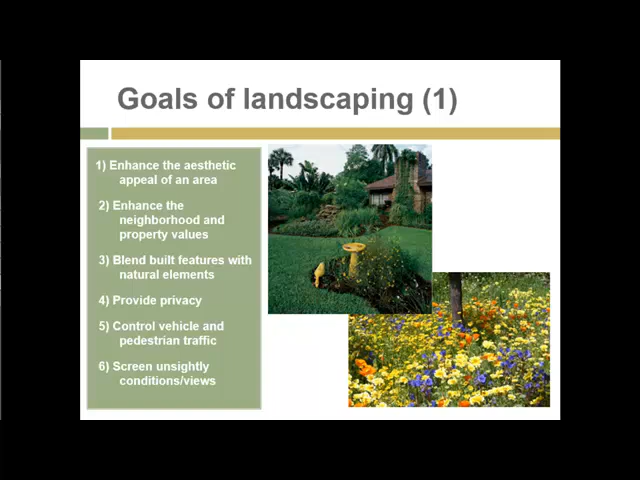 Goals of landscaping (1)
1) Enhance the aesthetic
appeal of an area
2) Enhance the
neighborhood and
property values
3) Blend built features with
natural elements
4) Provide privacy
5) Control vehicle and
pedestrian traffic
6) Screen unsightly
conditions/views